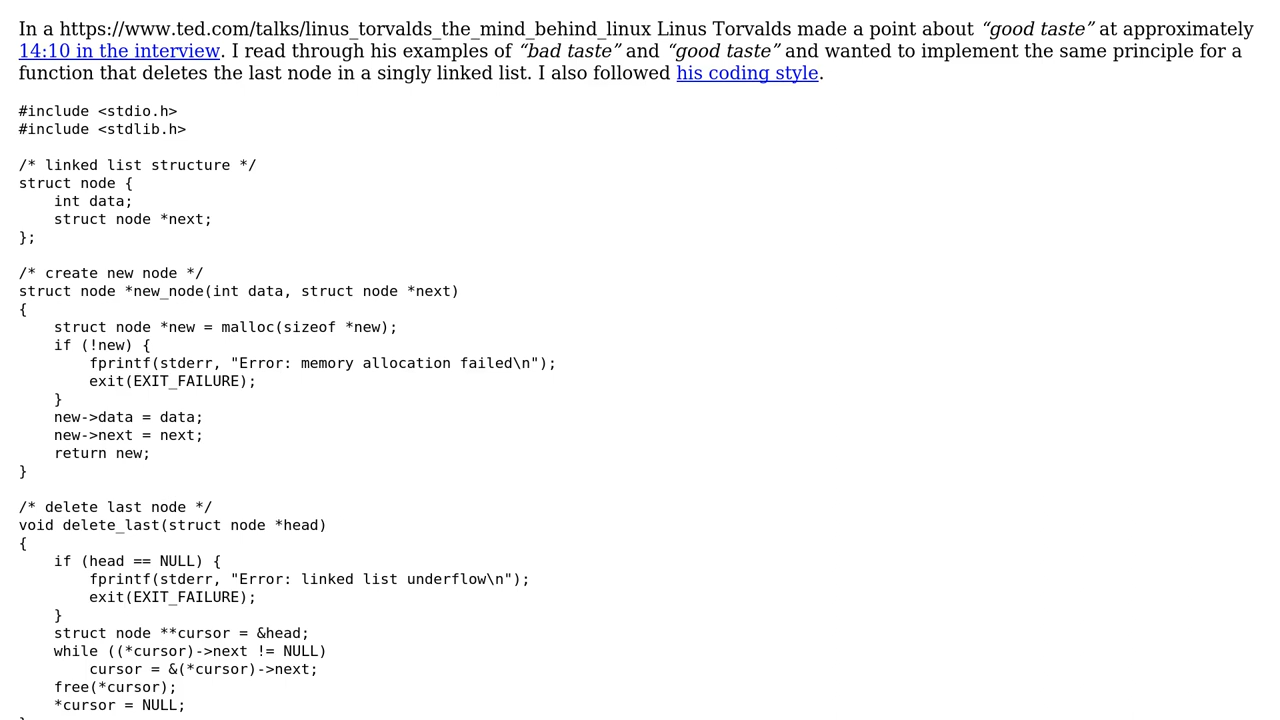 In a https://www.ted.com/talks/linus_torvalds_the_mind_behind_linux Linus Torvalds made a point about “good taste” at approximately
14:10 in the interview. I read through his examples of “bad taste” and “good taste” and wanted to implement the same principle for a
function that deletes the last node in a singly linked list. I also followed his coding style.
#include <stdio.h>
#include <stdlib.h>
/* linked list structure */
struct node {
    int data;
    struct node *next;
};
/* create new node */
struct node *new_node(int data, struct node *next)
{
    struct node *new = malloc(sizeof *new);
    if (!new) {
        fprintf(stderr, "Error: memory allocation failed\n");
        exit(EXIT_FAILURE);
    }
    new->data = data;
    new->next = next;
    return new;
}
/* delete last node */
void delete_last(struct node *head)
{
    if (head == NULL) {
        fprintf(stderr, "Error: linked list underflow\n");
        exit(EXIT_FAILURE);
    }
    struct node **cursor = &head;
    while ((*cursor)->next != NULL)
        cursor = &(*cursor)->next;
    free(*cursor);
    *cursor = NULL;
}